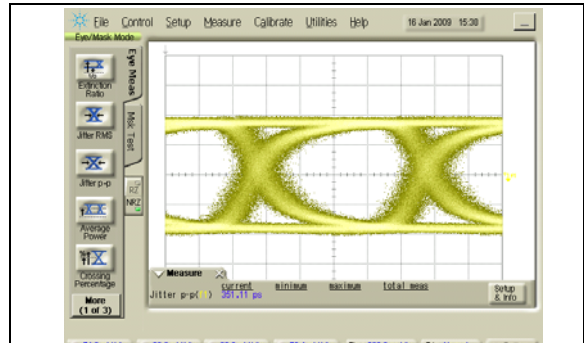 File Control Setup Measure Calibrate Utilities Help 16 Jan 2009 15:38
Eye/Mask Mode
Extinction
Ratio
Jitter RMS
Jitter p-p
Average
Power
Crossing
Percentage
More
(1 of 3)
Eye Meas
Msk Test
RZ
NRZ
Measure
current minimum maximum total meas
Jitter p-p( ) 351.11 ps
Setup
& Info